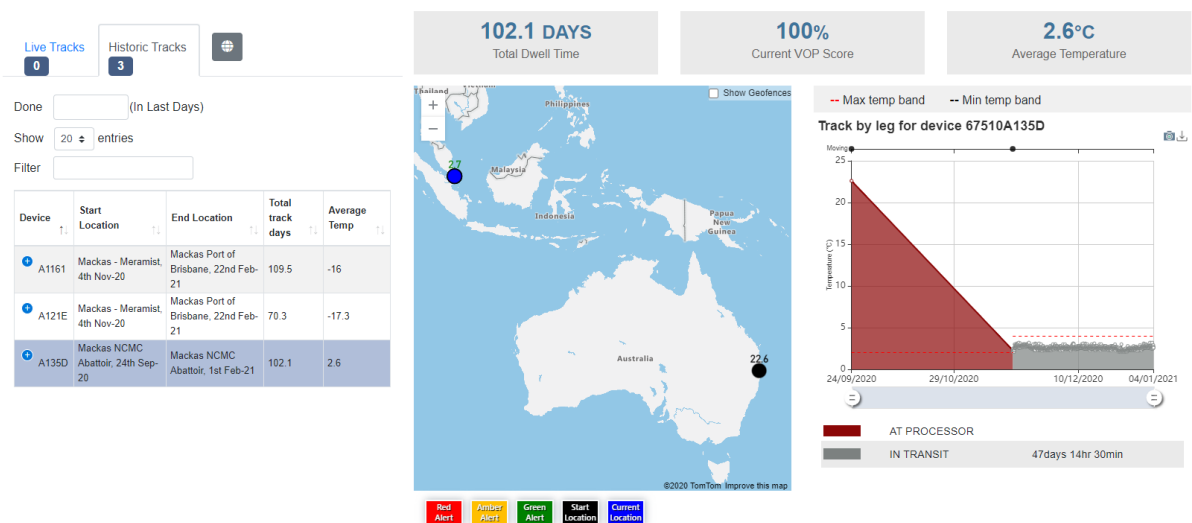 Live Tracks
0
Historic Tracks
3
Done (In Last Days)
Show 20 entries
Filter
Device
Start
Location
End Location
Total
track
days
Average
Temp
A1161
Mackas - Meramist,
4th Nov-20
Mackas Port of
Brisbane, 22nd Feb-
21
109.5
-16
A121E
Mackas - Meramist,
4th Nov-20
Mackas Port of
Brisbane, 22nd Feb-
21
70.3
-17.3
A135D
Mackas NCMC
Abattoir, 24th Sep-
20
Mackas NCMC
Abattoir, 1st Feb-21
102.1
2.6
102.1 DAYS
Total Dwell Time
100%
Current VOP Score
2.6°C
Average Temperature
+
−
Show Geofences
Thailand
Vietnam
Philippines
2.7
Malaysia
Indonesia
Papua
New
Guinea
Australia
22.6
©2020 TomTom Improve this map
Red
Alert
Amber
Alert
Green
Alert
Start
Location
Current
Location
-- Max temp band -- Min temp band
Track by leg for device 67510A135D
Moving
25
20
15
10
5
0
Temperature (°C)
24/09/2020 29/10/2020 10/12/2020 04/01/2021
AT PROCESSOR
IN TRANSIT 47days 14hr 30min